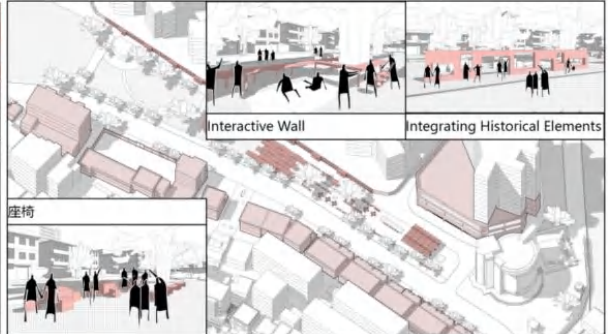 Interactive Wall
Integrating Historical Elements
座椅